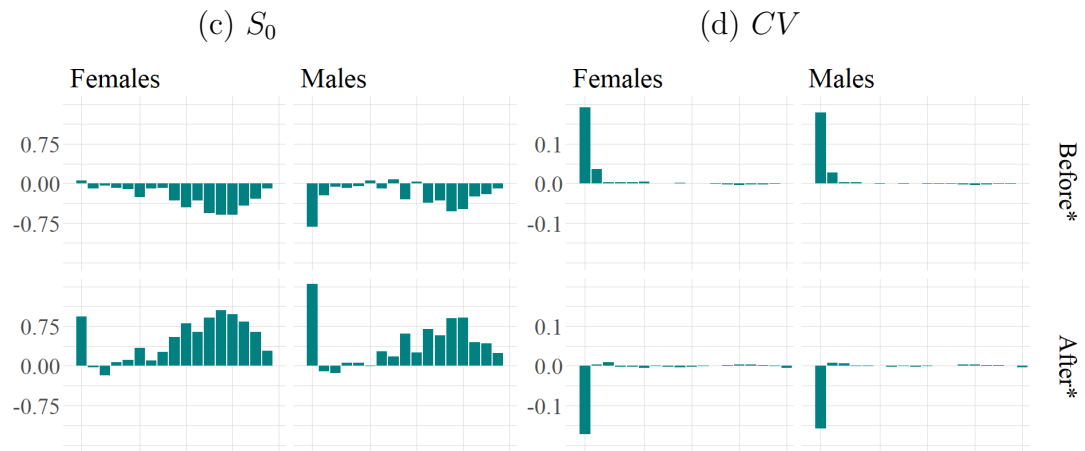 (c) S₀
(d) CV
Females
Males
Females
Males
0.75
0.00
-0.75
0.1
0.0
-0.1
Before*
0.75
0.00
-0.75
0.1
0.0
-0.1
After*